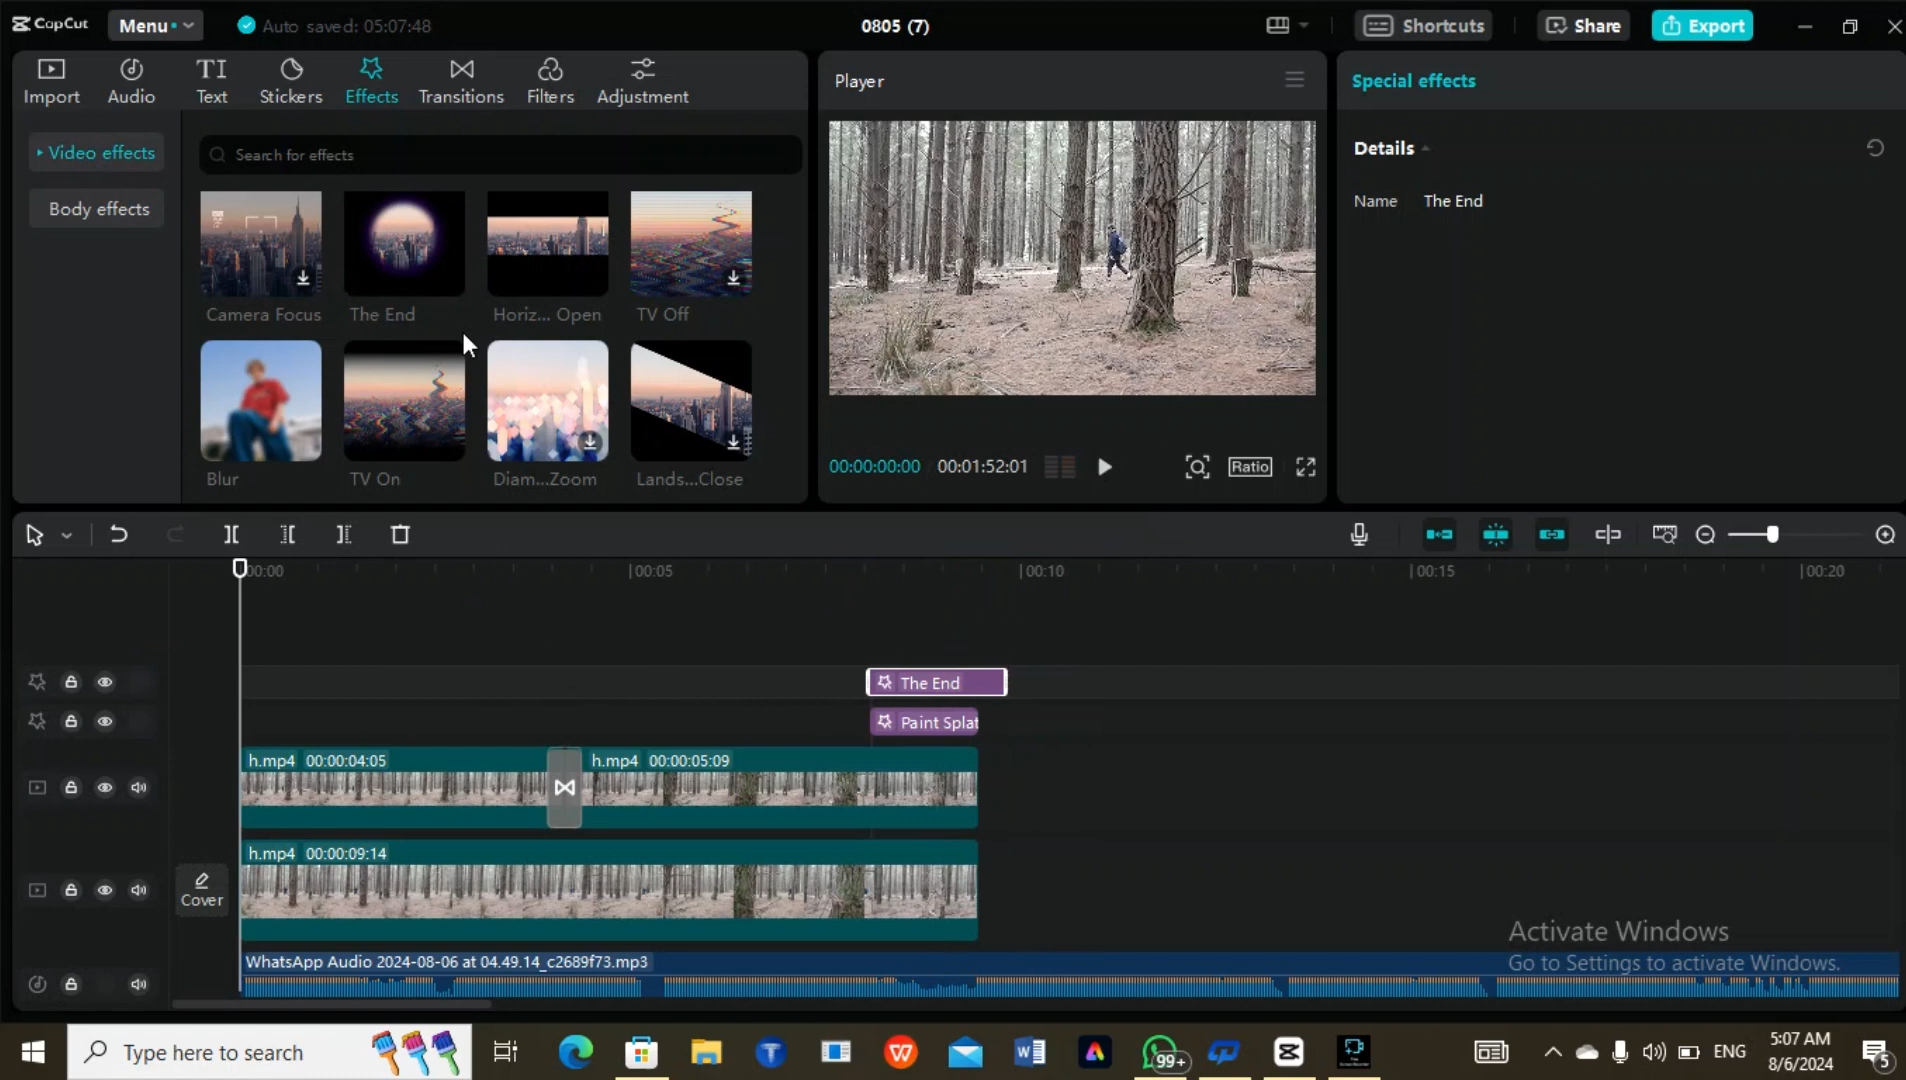 CapCut
Menu
Auto saved: 05:07:48
0805 (7)
Shortcuts
Share
Export
Import
Audio
TI
Text
Stickers
Effects
Transitions
Filters
Adjustment
Player
Special effects
Video effects
Body effects
Search for effects
Camera Focus
The End
Horiz... Open
TV Off
Blur
TV On
Diam...Zoom
Lands...Close
Details
Name The End
00:00:00:00 00:01:52:01
Ratio
00:00
00:05
00:10
00:15
00:20
The End
Paint Splat
h.mp4 00:00:04:05
h.mp4 00:00:05:09
h.mp4 00:00:09:14
Cover
WhatsApp Audio 2024-08-06 at 04.49.14_c2689f73.mp3
Activate Windows
Go to Settings to activate Windows.
Type here to search
99+
ENG
5:07 AM
8/6/2024
5